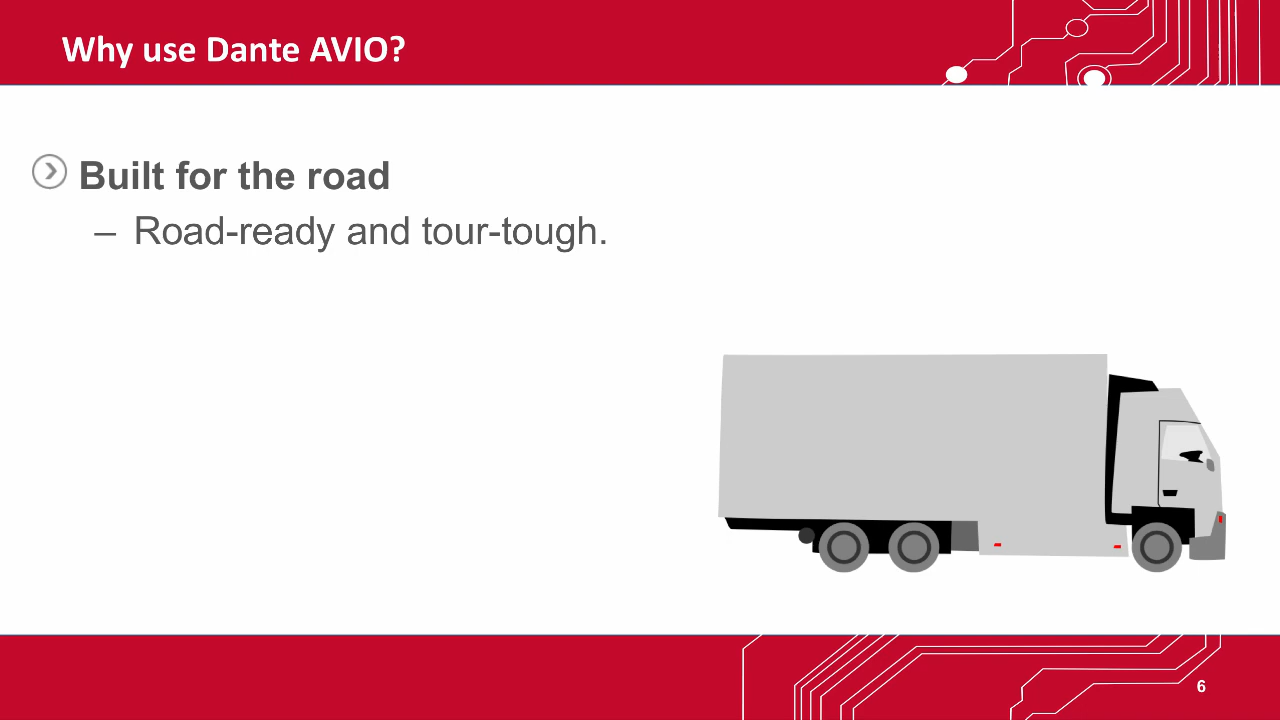 Why use Dante AVIO?
Built for the road
– Road-ready and tour-tough.
6